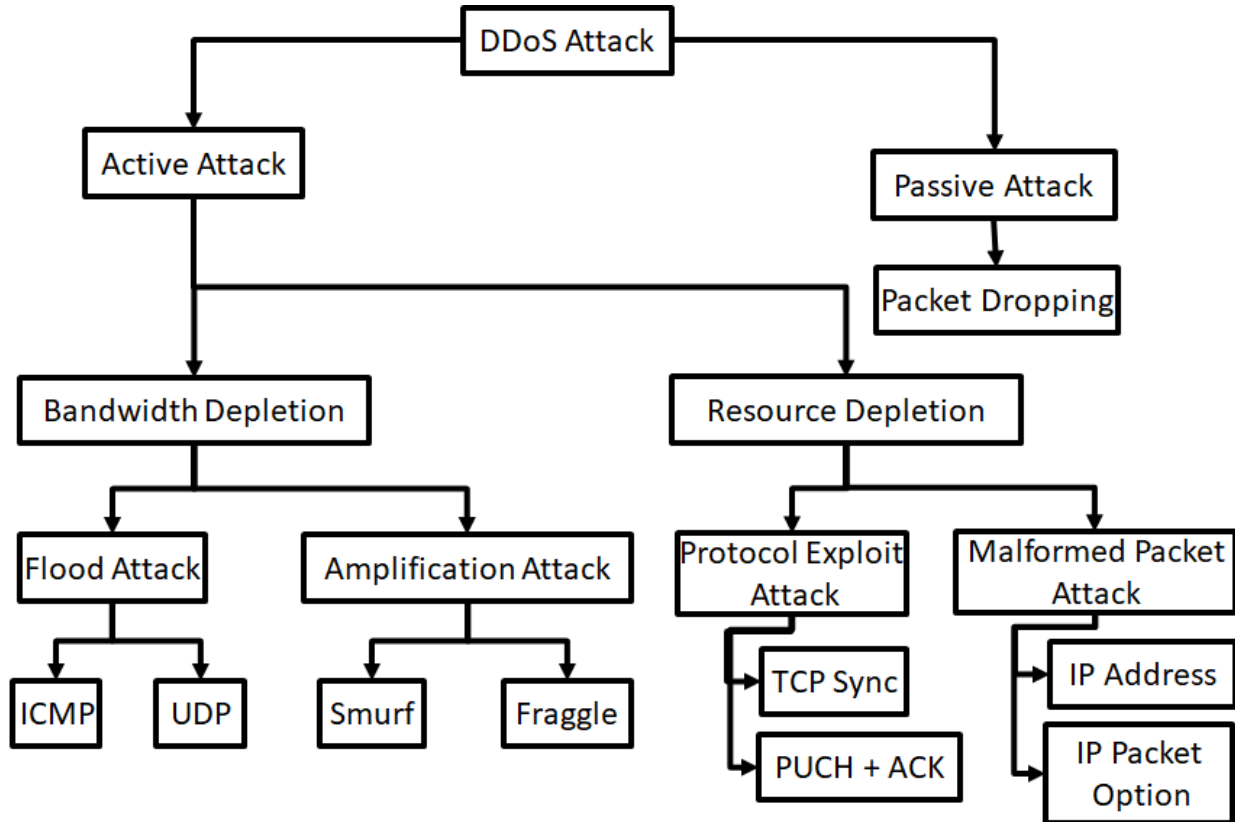 DDoS Attack
Active Attack
Passive Attack
Packet Dropping
Bandwidth Depletion
Resource Depletion
Flood Attack
Amplification Attack
Protocol Exploit
Attack
Malformed Packet
Attack
ICMP
UDP
Smurf
Fraggle
TCP Sync
PUCH + ACK
IP Address
IP Packet
Option